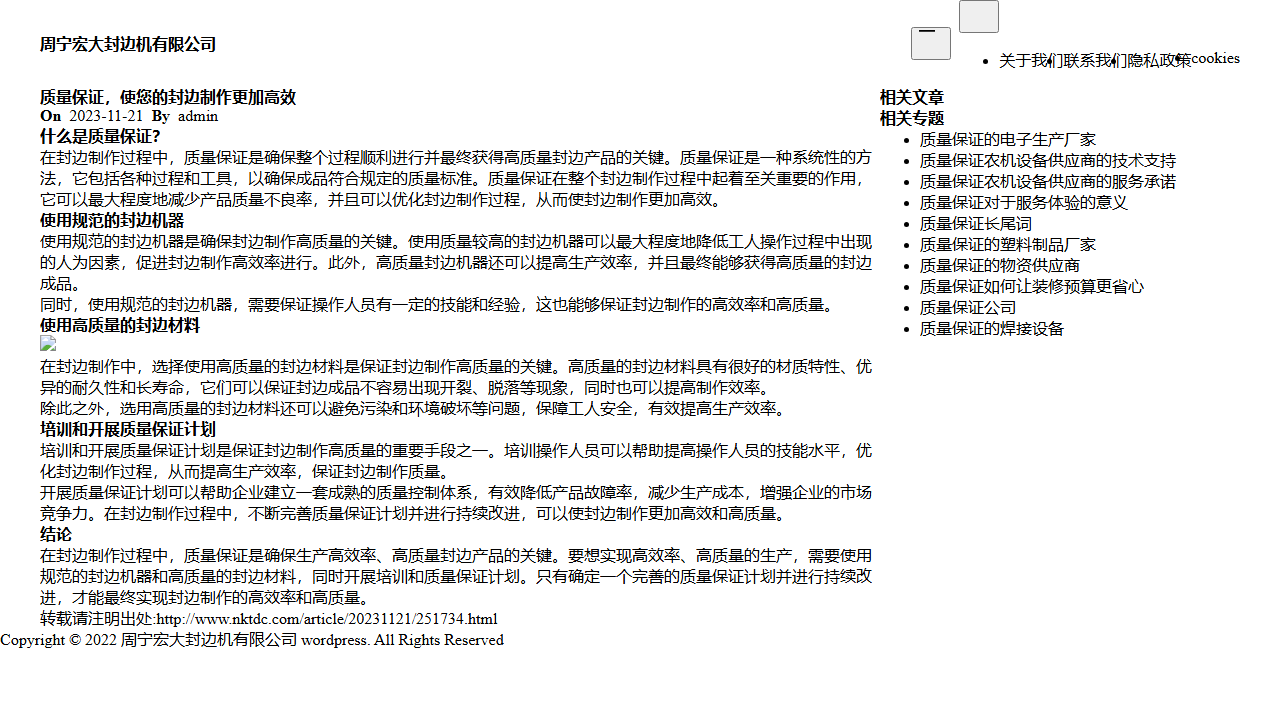 周宁宏大封边机有限公司
关于我们
联系我们
隐私政策
cookies
质量保证，使您的封边制作更加高效
On 2023-11-21 By admin
什么是质量保证？
在封边制作过程中，质量保证是确保整个过程顺利进行并最终获得高质量封边产品的关键。质量保证是一种系统性的方
法，它包括各种过程和工具，以确保成品符合规定的质量标准。质量保证在整个封边制作过程中起着至关重要的作用，
它可以最大程度地减少产品质量不良率，并且可以优化封边制作过程，从而使封边制作更加高效。
使用规范的封边机器
使用规范的封边机器是确保封边制作高质量的关键。使用质量较高的封边机器可以最大程度地降低工人操作过程中出现
的人为因素，促进封边制作高效率进行。此外，高质量封边机器还可以提高生产效率，并且最终能够获得高质量的封边
成品。
同时，使用规范的封边机器，需要保证操作人员有一定的技能和经验，这也能够保证封边制作的高效率和高质量。
使用高质量的封边材料
在封边制作中，选择使用高质量的封边材料是保证封边制作高质量的关键。高质量的封边材料具有很好的材质特性、优
异的耐久性和长寿命，它们可以保证封边成品不容易出现开裂、脱落等现象，同时也可以提高制作效率。
除此之外，选用高质量的封边材料还可以避免污染和环境破坏等问题，保障工人安全，有效提高生产效率。
培训和开展质量保证计划
培训和开展质量保证计划是保证封边制作高质量的重要手段之一。培训操作人员可以帮助提高操作人员的技能水平，优
化封边制作过程，从而提高生产效率，保证封边制作质量。
开展质量保证计划可以帮助企业建立一套成熟的质量控制体系，有效降低产品故障率，减少生产成本，增强企业的市场
竞争力。在封边制作过程中，不断完善质量保证计划并进行持续改进，可以使封边制作更加高效和高质量。
结论
在封边制作过程中，质量保证是确保生产高效率、高质量封边产品的关键。要想实现高效率、高质量的生产，需要使用
规范的封边机器和高质量的封边材料，同时开展培训和质量保证计划。只有确定一个完善的质量保证计划并进行持续改
进，才能最终实现封边制作的高效率和高质量。
转载请注明出处:http://www.nktdc.com/article/20231121/251734.html
相关文章
相关专题
质量保证的电子生产厂家
质量保证农机设备供应商的技术支持
质量保证农机设备供应商的服务承诺
质量保证对于服务体验的意义
质量保证长尾词
质量保证的塑料制品厂家
质量保证的物资供应商
质量保证如何让装修预算更省心
质量保证公司
质量保证的焊接设备
Copyright © 2022 周宁宏大封边机有限公司 wordpress. All Rights Reserved